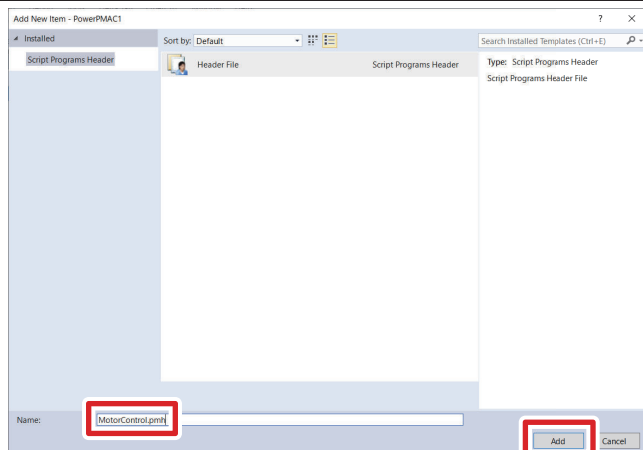 Add New Item - PowerPMAC1
? ×
Installed
Sort by: Default
Search Installed Templates (Ctrl+E)
Script Programs Header
Header File
Script Programs Header
Type: Script Programs Header
Script Programs Header File
Name:
MotorControl.pmh
Add
Cancel